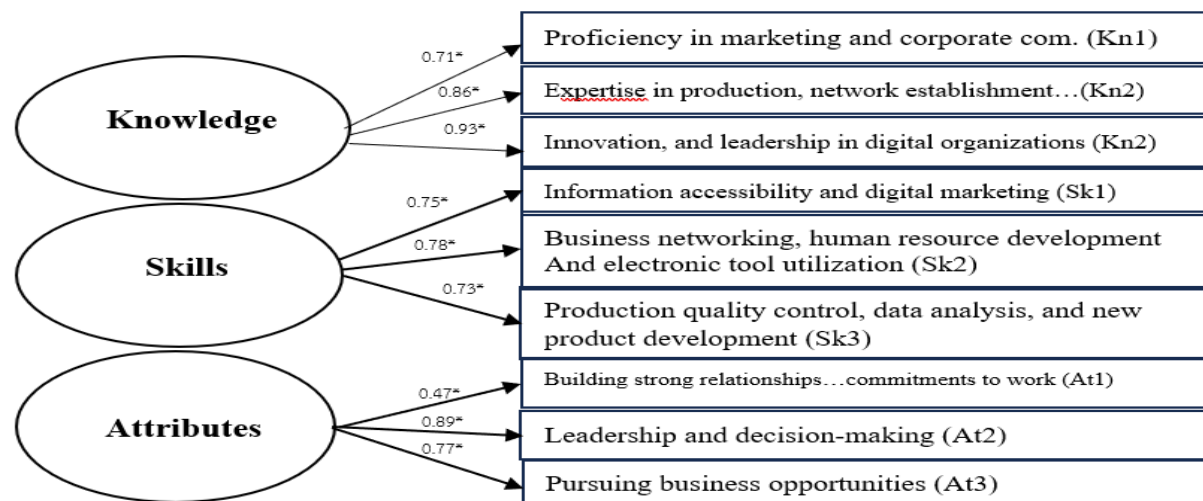 Knowledge
0.71*
Proficiency in marketing and corporate com. (Kn1)
0.86*
Expertise in production, network establishment…(Kn2)
0.93*
Innovation, and leadership in digital organizations (Kn2)
Skills
0.75*
Information accessibility and digital marketing (Sk1)
0.78*
Business networking, human resource development
And electronic tool utilization (Sk2)
0.73*
Production quality control, data analysis, and new
product development (Sk3)
Attributes
0.47*
Building strong relationships…commitments to work (At1)
0.89*
Leadership and decision-making (At2)
0.77*
Pursuing business opportunities (At3)